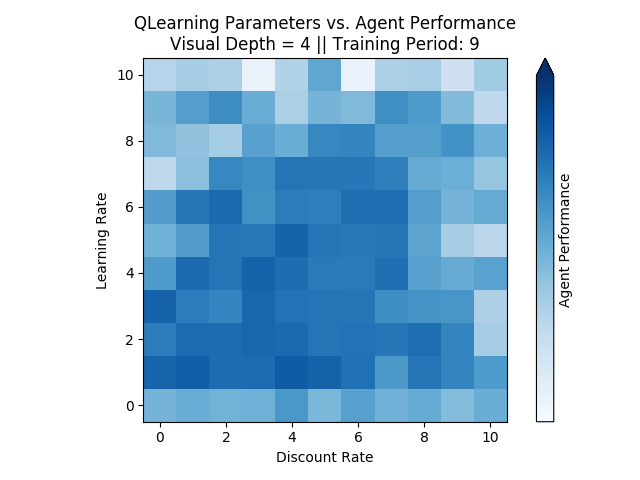 QLearning Parameters vs. Agent Performance
Visual Depth = 4 || Training Period: 9
10
8
6
4
2
0
Learning Rate
0 2 4 6 8 10
Discount Rate
Agent Performance